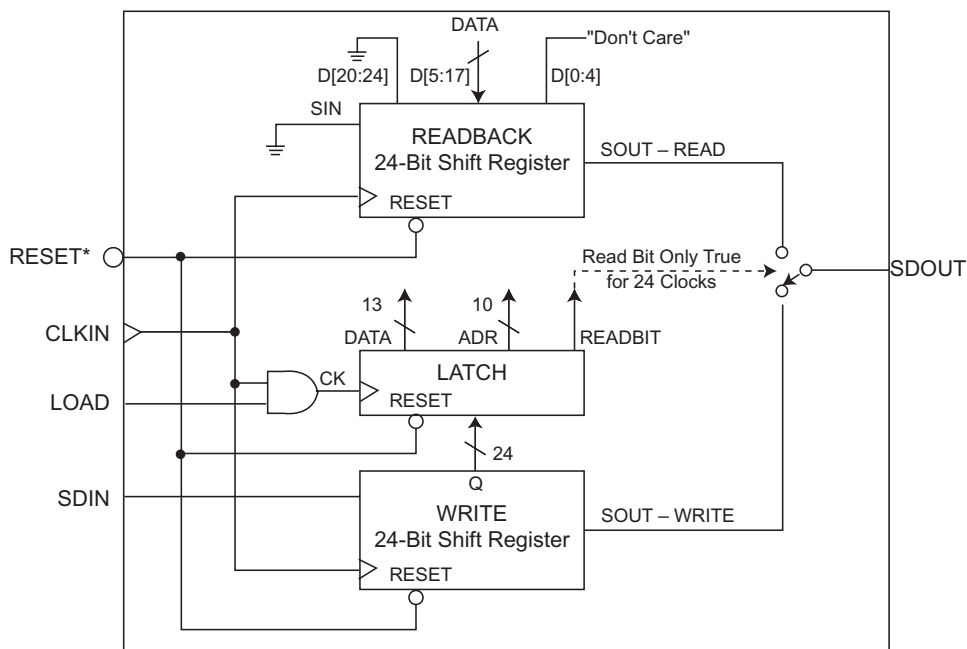 DATA
"Don't Care"
D[20:24]
D[5:17]
D[0:4]
SIN
READBACK
24-Bit Shift Register
SOUT – READ
RESET
RESET*
Read Bit Only True
for 24 Clocks
SDOUT
13
10
CLKIN
DATA
ADR
READBIT
LATCH
CK
LOAD
RESET
24
SDIN
Q
WRITE
24-Bit Shift Register
SOUT – WRITE
RESET